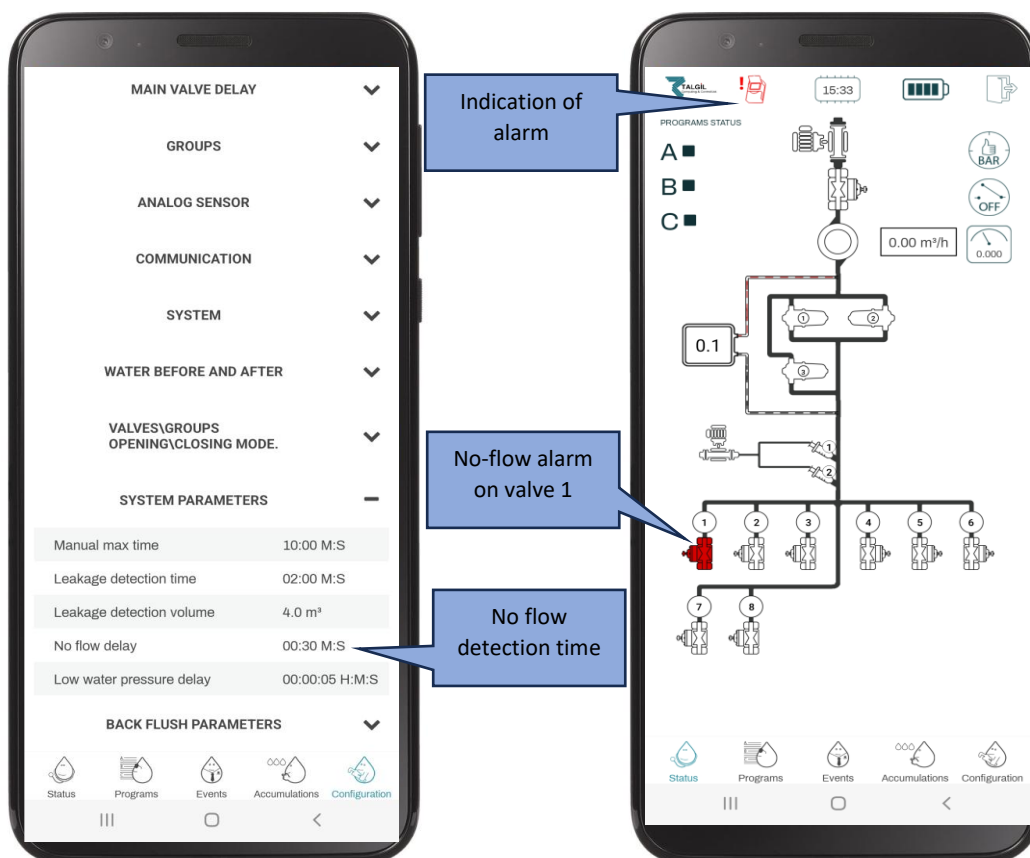 MAIN VALVE DELAY
GROUPS
ANALOG SENSOR
COMMUNICATION
SYSTEM
WATER BEFORE AND AFTER
VALVES\GROUPS
OPENING\CLOSING MODE.
SYSTEM PARAMETERS
Manual max time 10:00 M:S
Leakage detection time 02:00 M:S
Leakage detection volume 4.0 m³
No flow delay 00:30 M:S
Low water pressure delay 00:00:05 H:M:S
BACK FLUSH PARAMETERS
Status Programs Events Accumulations Configuration
Indication of
alarm
No-flow alarm
on valve 1
No flow
detection time
TALGIL
! 15:33
PROGRAMS STATUS
A
B
C
BAR
OFF
0.00 m³/h
0.000
1 2
0.1
3
1
2
1 2 3 4 5 6
7 8
Status Programs Events Accumulations Configuration